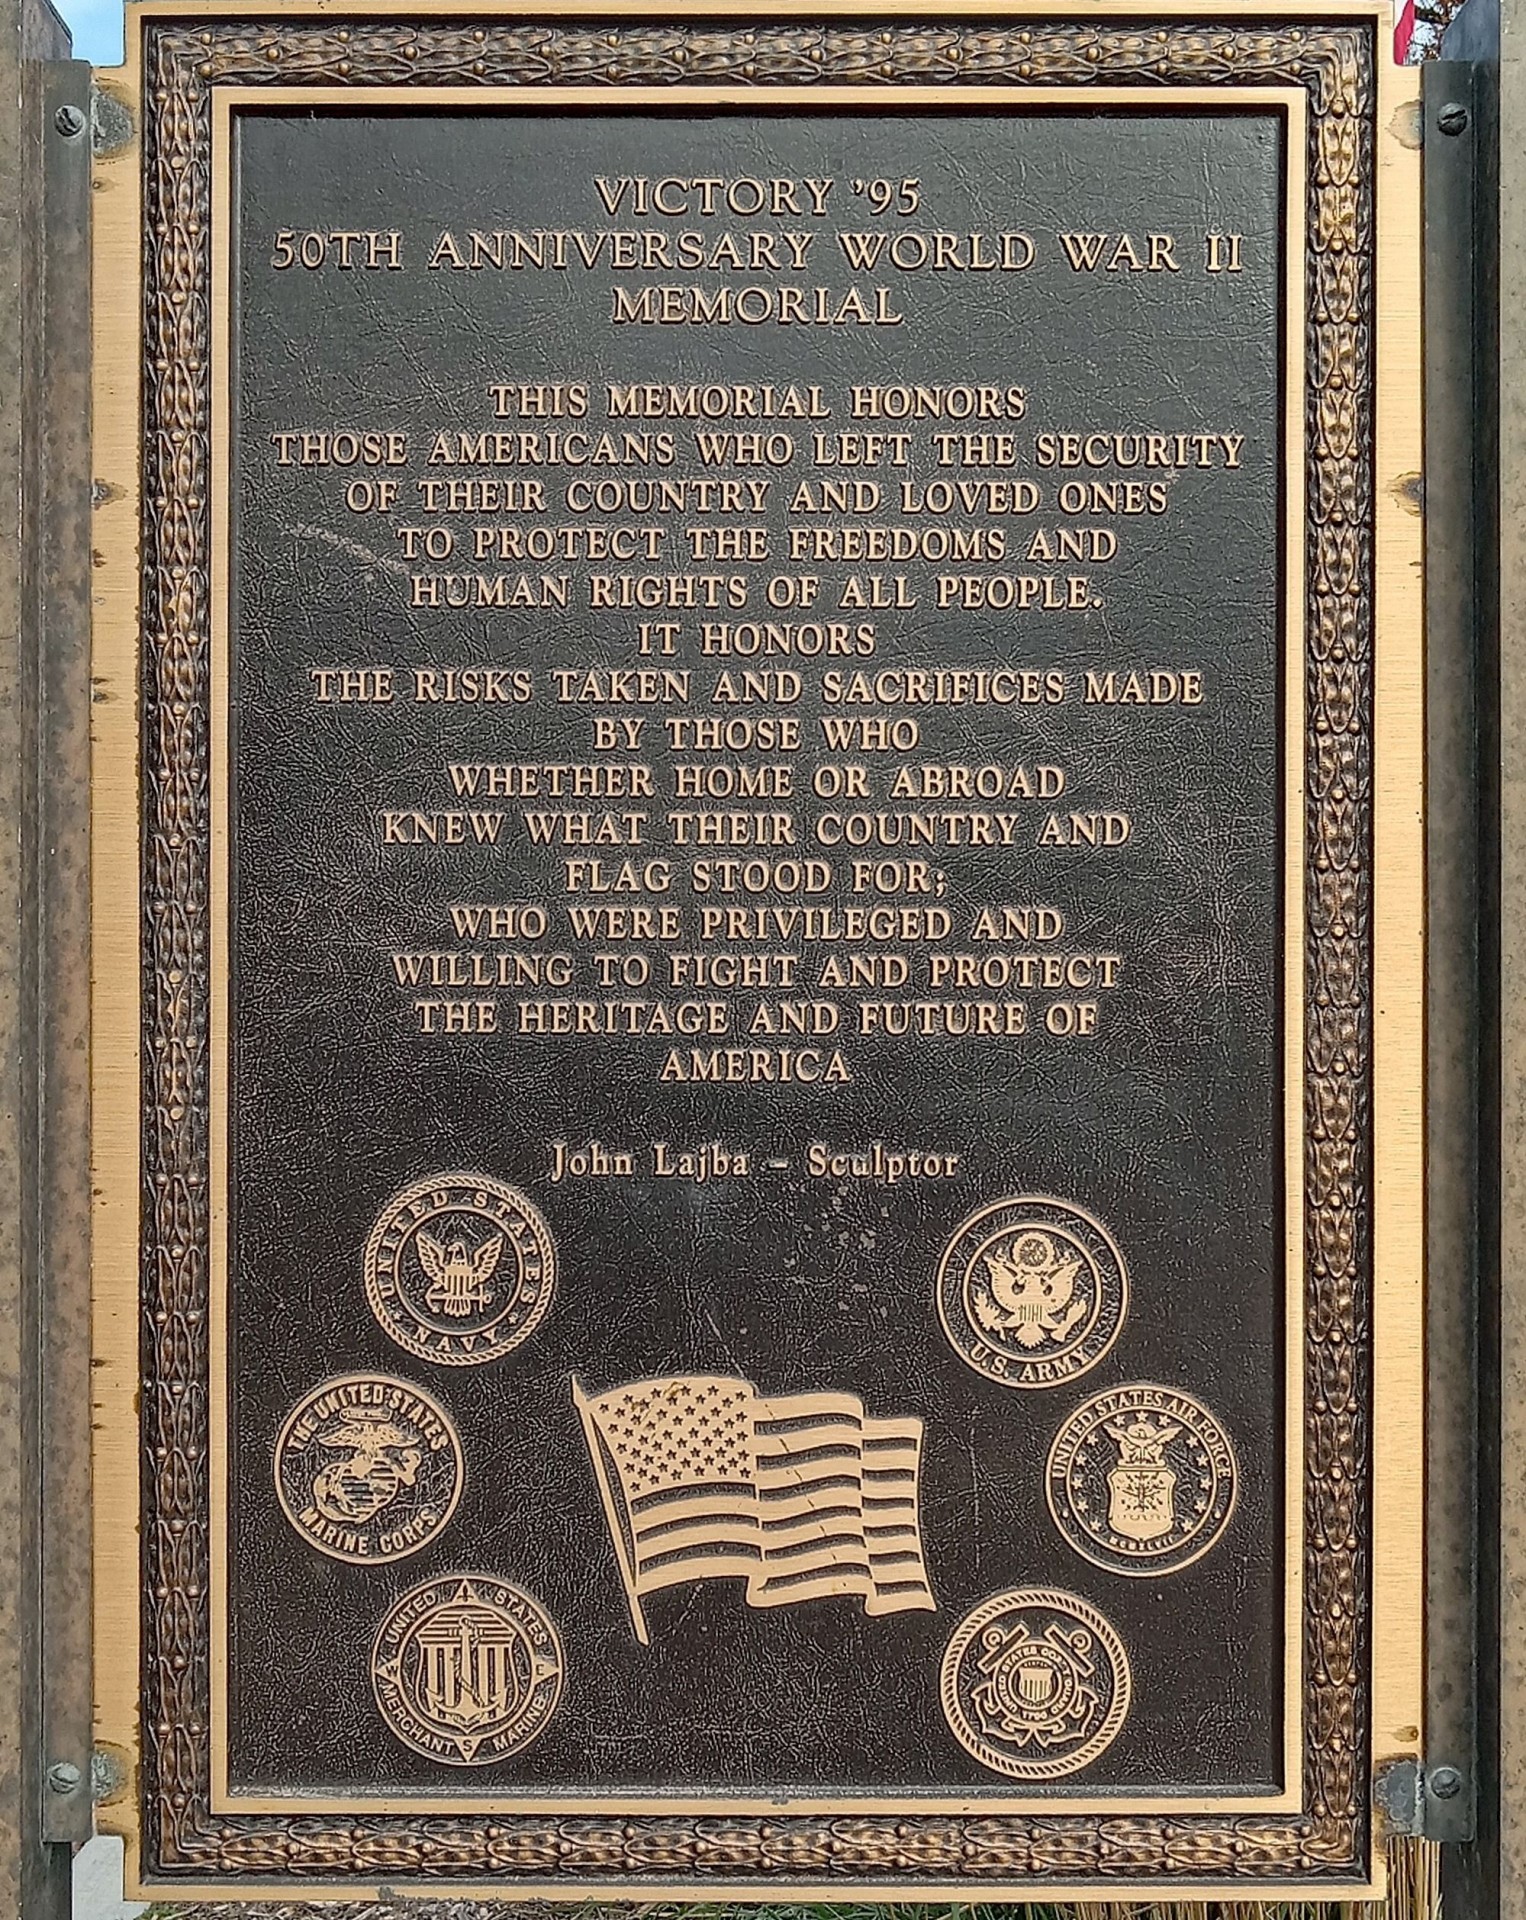 VICTORY '95
50TH ANNIVERSARY WORLD WAR II
MEMORIAL
THIS MEMORIAL HONORS
THOSE AMERICANS WHO LEFT THE SECURITY
OF THEIR COUNTRY AND LOVED ONES
TO PROTECT THE FREEDOMS AND
HUMAN RIGHTS OF ALL PEOPLE.
IT HONORS
THE RISKS TAKEN AND SACRIFICES MADE
BY THOSE WHO
WHETHER HOME OR ABROAD
KNEW WHAT THEIR COUNTRY AND
FLAG STOOD FOR;
WHO WERE PRIVILEGED AND
WILLING TO FIGHT AND PROTECT
THE HERITAGE AND FUTURE OF
AMERICA
John Lajba – Sculptor
UNITED STATES
NAVY
U.S. ARMY
THE UNITED STATES
MARINE CORPS
UNITED STATES AIR FORCE
MCMXLVII
UNITED STATES
W E
MERCHANT S MARINE
STATES COAST
1790